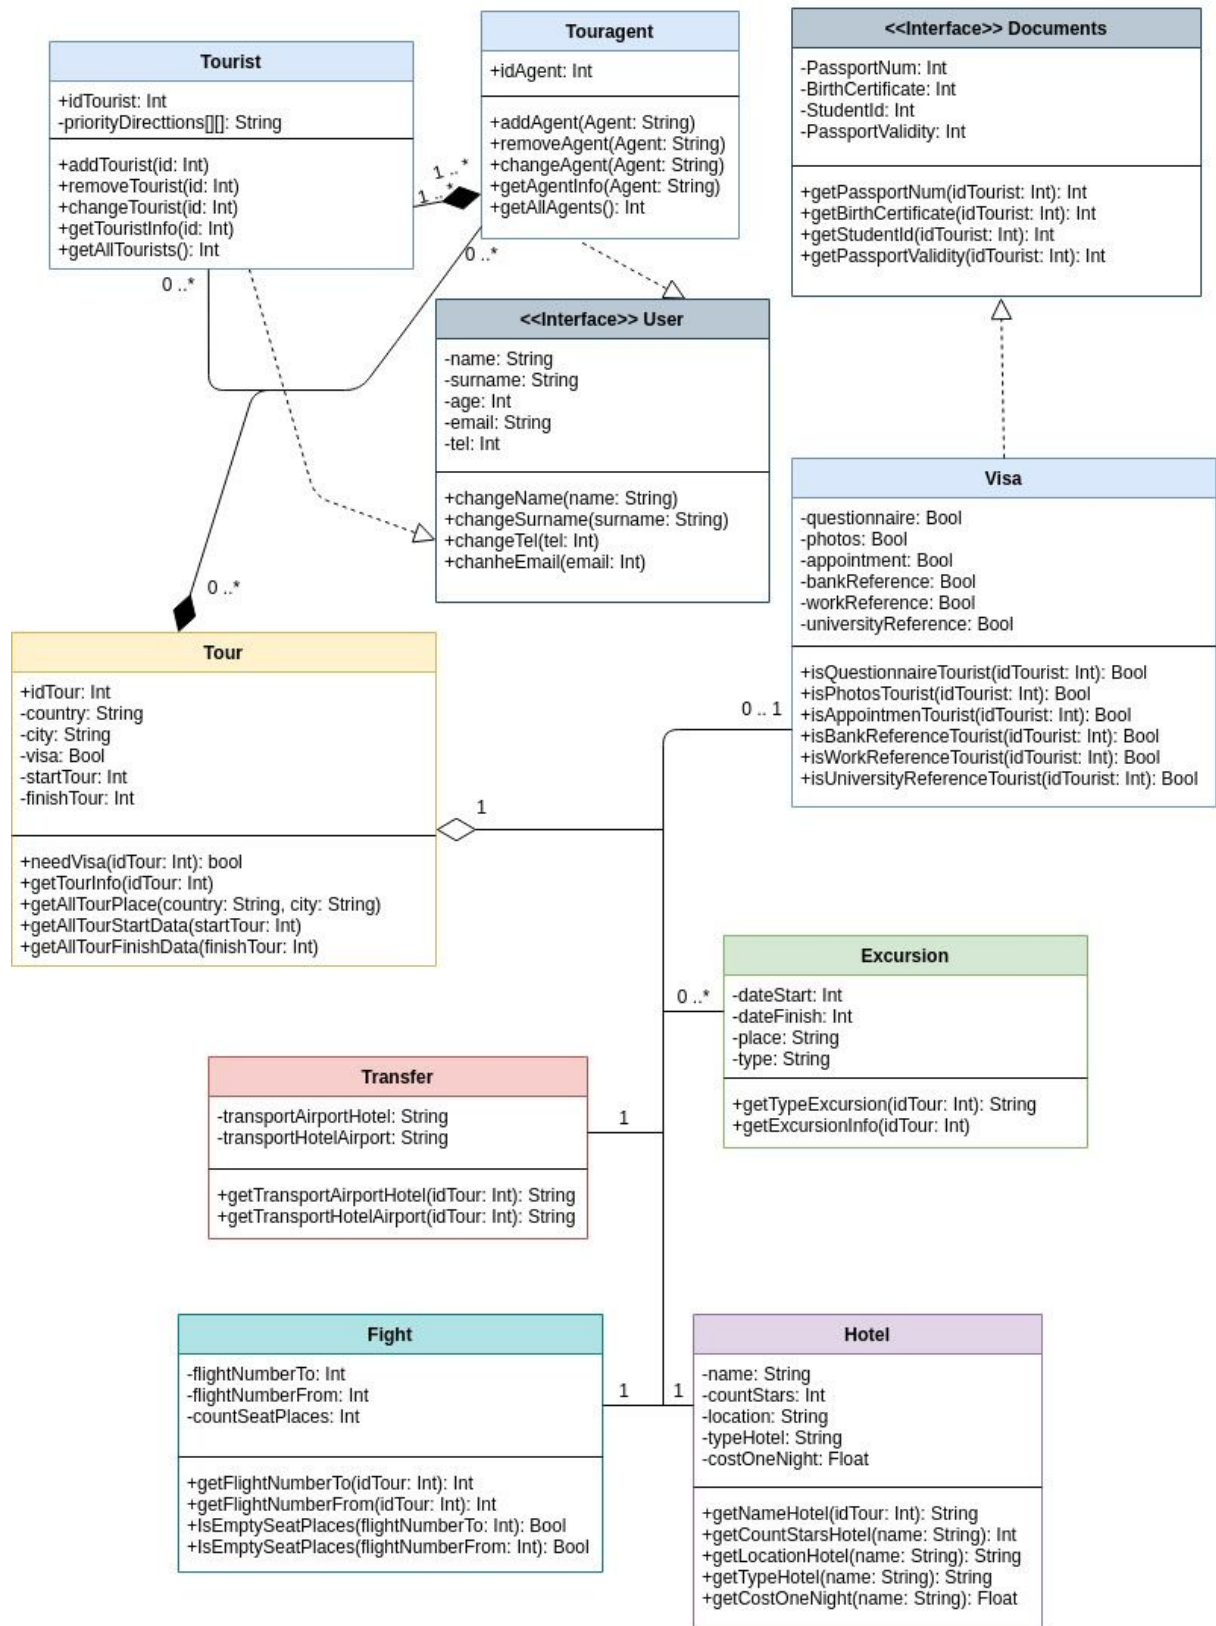 Tourist
+idTourist: Int
-priorityDirecttions[][]: String
+addTourist(id: Int)
+removeTourist(id: Int)
+changeTourist(id: Int)
+getTouristInfo(id: Int)
+getAllTourists(): Int
0 ..*
1 ..*
1 ..*
Touragent
+idAgent: Int
+addAgent(Agent: String)
+removeAgent(Agent: String)
+changeAgent(Agent: String)
+getAgentInfo(Agent: String)
+getAllAgents(): Int
0 ..*
<<Interface>> Documents
-PassportNum: Int
-BirthCertificate: Int
-StudentId: Int
-PassportValidity: Int
+getPassportNum(idTourist: Int): Int
+getBirthCertificate(idTourist: Int): Int
+getStudentId(idTourist: Int): Int
+getPassportValidity(idTourist: Int): Int
<<Interface>> User
-name: String
-surname: String
-age: Int
-email: String
-tel: Int
+changeName(name: String)
+changeSurname(surname: String)
+changeTel(tel: Int)
+chanheEmail(email: Int)
Visa
-questionnaire: Bool
-photos: Bool
-appointment: Bool
-bankReference: Bool
-workReference: Bool
-universityReference: Bool
+isQuestionnaireTourist(idTourist: Int): Bool
+isPhotosTourist(idTourist: Int): Bool
+isAppointmenTourist(idTourist: Int): Bool
+isBankReferenceTourist(idTourist: Int): Bool
+isWorkReferenceTourist(idTourist: Int): Bool
+isUniversityReferenceTourist(idTourist: Int): Bool
0 .. 1
0 ..*
Tour
+idTour: Int
-country: String
-city: String
-visa: Bool
-startTour: Int
-finishTour: Int
+needVisa(idTour: Int): bool
+getTourInfo(idTour: Int)
+getAllTourPlace(country: String, city: String)
+getAllTourStartData(startTour: Int)
+getAllTourFinishData(finishTour: Int)
1
Excursion
-dateStart: Int
-dateFinish: Int
-place: String
-type: String
+getTypeExcursion(idTour: Int): String
+getExcursionInfo(idTour: Int)
0 ..*
Transfer
-transportAirportHotel: String
-transportHotelAirport: String
+getTransportAirportHotel(idTour: Int): String
+getTransportHotelAirport(idTour: Int): String
1
Fight
-flightNumberTo: Int
-flightNumberFrom: Int
-countSeatPlaces: Int
+getFlightNumberTo(idTour: Int): Int
+getFlightNumberFrom(idTour: Int): Int
+IsEmptySeatPlaces(flightNumberTo: Int): Bool
+IsEmptySeatPlaces(flightNumberFrom: Int): Bool
1
1
Hotel
-name: String
-countStars: Int
-location: String
-typeHotel: String
-costOneNight: Float
+getNameHotel(idTour: Int): String
+getCountStarsHotel(name: String): Int
+getLocationHotel(name: String): String
+getTypeHotel(name: String): String
+getCostOneNight(name: String): Float